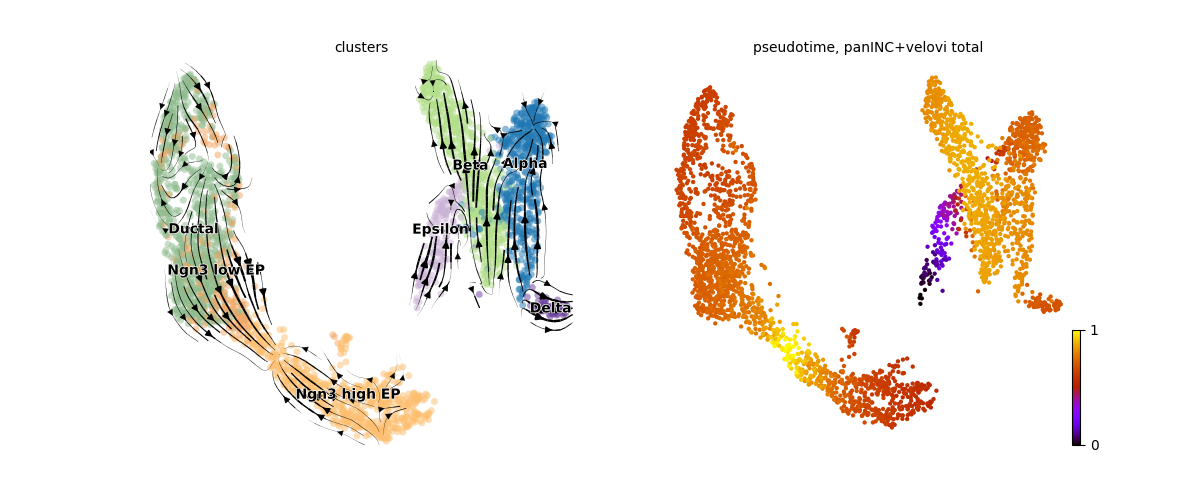 clusters
pseudotime, panINC+velovi total
Beta
Alpha
Epsilon
Ductal
Ngn3 low EP
Delta
Ngn3 high EP
1
0